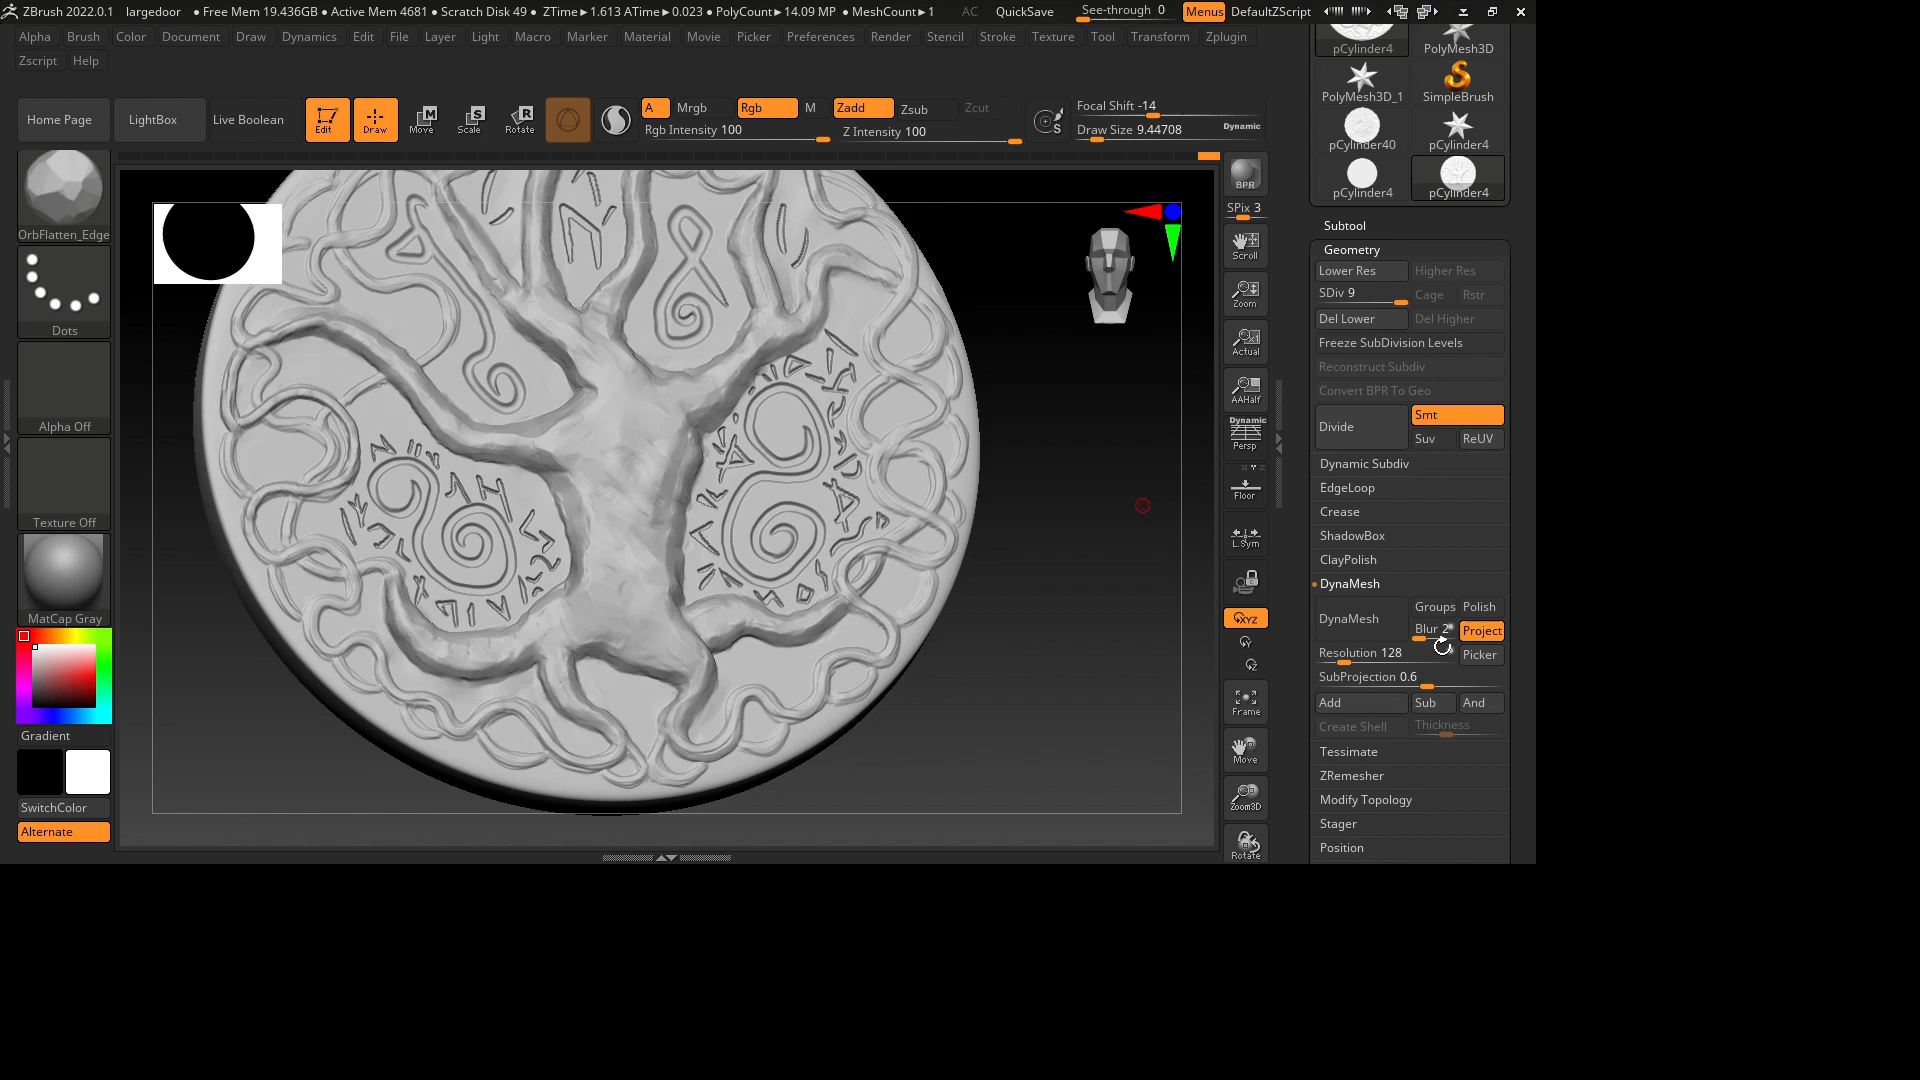 ZBrush 2022.0.1 largedoor • Free Mem 19.436GB • Active Mem 4681 • Scratch Disk 49 • ZTime►1.613 ATime►0.023 • PolyCount►14.09 MP • MeshCount►1 AC QuickSave See-through 0 Menus DefaultZScript
Alpha Brush Color Document Draw Dynamics Edit File Layer Light Macro Marker Material Movie Picker Preferences Render Stencil Stroke Texture Tool Transform Zplugin
Zscript Help
Home Page
LightBox
Live Boolean
Edit
Draw
Move
Scale
Rotate
A Mrgb Rgb M Zadd Zsub Zcut
Rgb Intensity 100
Z Intensity 100
Focal Shift -14
Draw Size 9.44708 Dynamic
OrbFlatten_Edge
Dots
Alpha Off
Texture Off
MatCap Gray
Gradient
SwitchColor
Alternate
BPR
SPix 3
Scroll
Zoom
Actual
AAHalf
Dynamic
Persp
Floor
L.Sym
XYZ
Y
Z
Frame
Move
Zoom3D
Rotate
pCylinder4 PolyMesh3D
PolyMesh3D_1 SimpleBrush
pCylinder40 pCylinder4
pCylinder4 pCylinder4
Subtool
Geometry
Lower Res Higher Res
SDiv 9 Cage Rstr
Del Lower Del Higher
Freeze SubDivision Levels
Reconstruct Subdiv
Convert BPR To Geo
Divide Smt
Suv ReUV
Dynamic Subdiv
EdgeLoop
Crease
ShadowBox
ClayPolish
DynaMesh
DynaMesh Groups Polish
Blur 2 Project
Resolution 128 Picker
SubProjection 0.6
Add Sub And
Create Shell Thickness
Tessimate
ZRemesher
Modify Topology
Stager
Position